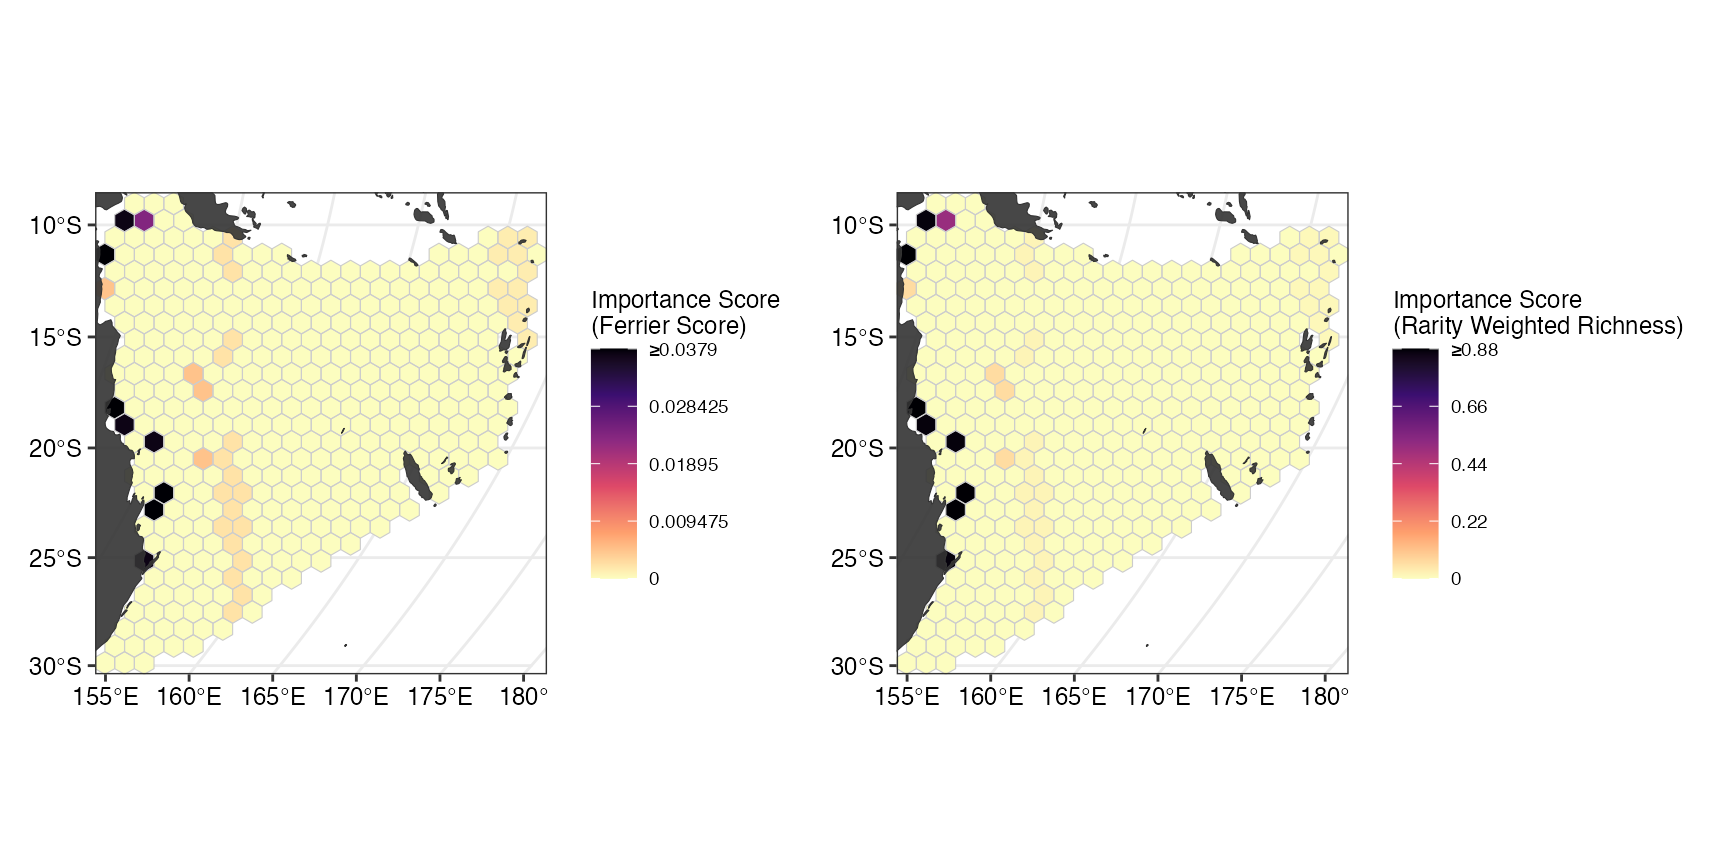 10°S
15°S
20°S
25°S
30°S
155°E 160°E 165°E 170°E 175°E 180°
Importance Score
(Ferrier Score)
≥0.0379
0.028425
0.01895
0.009475
0
10°S
15°S
20°S
25°S
30°S
155°E 160°E 165°E 170°E 175°E 180°
Importance Score
(Rarity Weighted Richness)
≥0.88
0.66
0.44
0.22
0